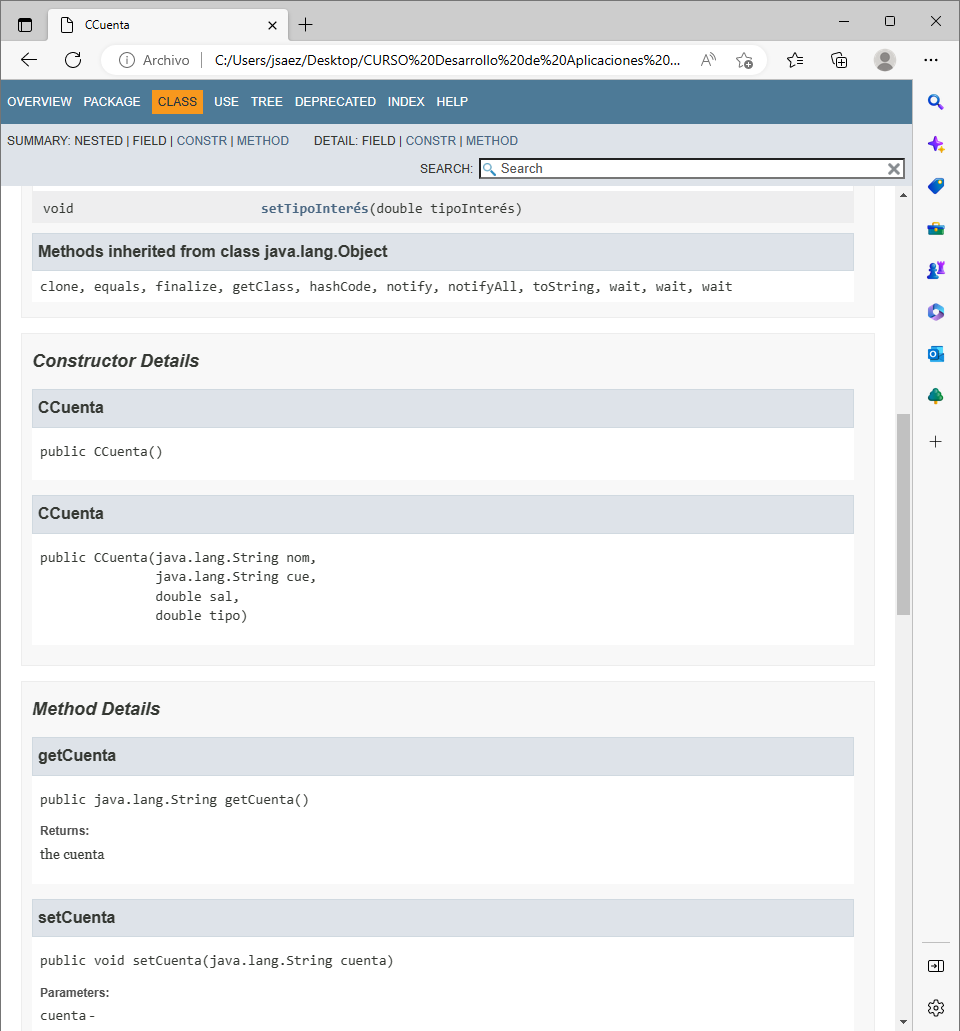 CCuenta
Archivo
C:/Users/jsaez/Desktop/CURSO%20Desarrollo%20de%20Aplicaciones%20...
OVERVIEW PACKAGE CLASS USE TREE DEPRECATED INDEX HELP
SUMMARY: NESTED | FIELD | CONSTR | METHOD DETAIL: FIELD | CONSTR | METHOD
SEARCH: Search
void setTipoInterés(double tipoInterés)
Methods inherited from class java.lang.Object
clone, equals, finalize, getClass, hashCode, notify, notifyAll, toString, wait, wait, wait
Constructor Details
CCuenta
public CCuenta()
CCuenta
public CCuenta(java.lang.String nom,
java.lang.String cue,
double sal,
double tipo)
Method Details
getCuenta
public java.lang.String getCuenta()
Returns:
the cuenta
setCuenta
public void setCuenta(java.lang.String cuenta)
Parameters:
cuenta -